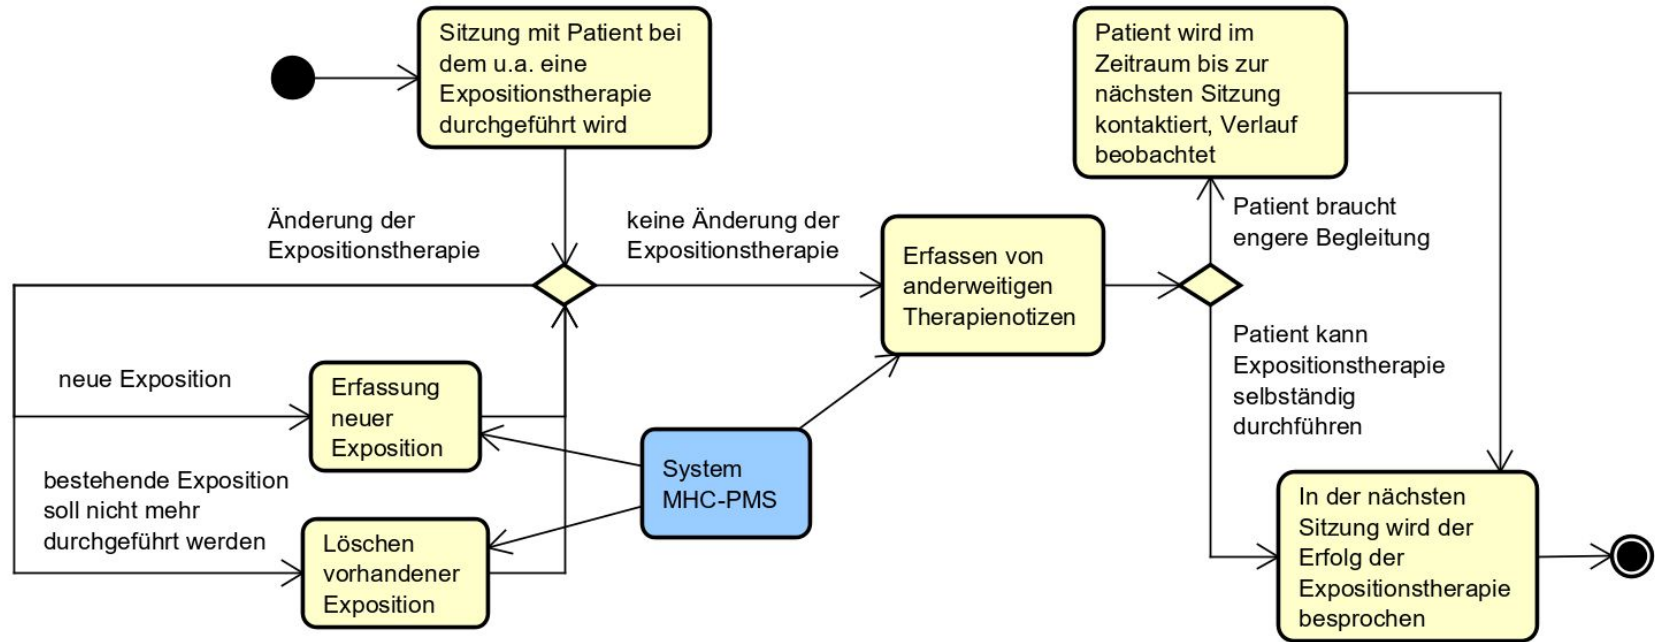 Sitzung mit Patient bei
dem u.a. eine
Expositionstherapie
durchgeführt wird
Patient wird im
Zeitraum bis zur
nächsten Sitzung
kontaktiert, Verlauf
beobachtet
Änderung der
Expositionstherapie
keine Änderung der
Expositionstherapie
Erfassen von
anderweitigen
Therapienotizen
Patient braucht
engere Begleitung
Patient kann
Expositionstherapie
selbständig
durchführen
neue Exposition
Erfassung
neuer
Exposition
bestehende Exposition
soll nicht mehr
durchgeführt werden
Löschen
vorhandener
Exposition
System
MHC-PMS
In der nächsten
Sitzung wird der
Erfolg der
Expositionstherapie
besprochen